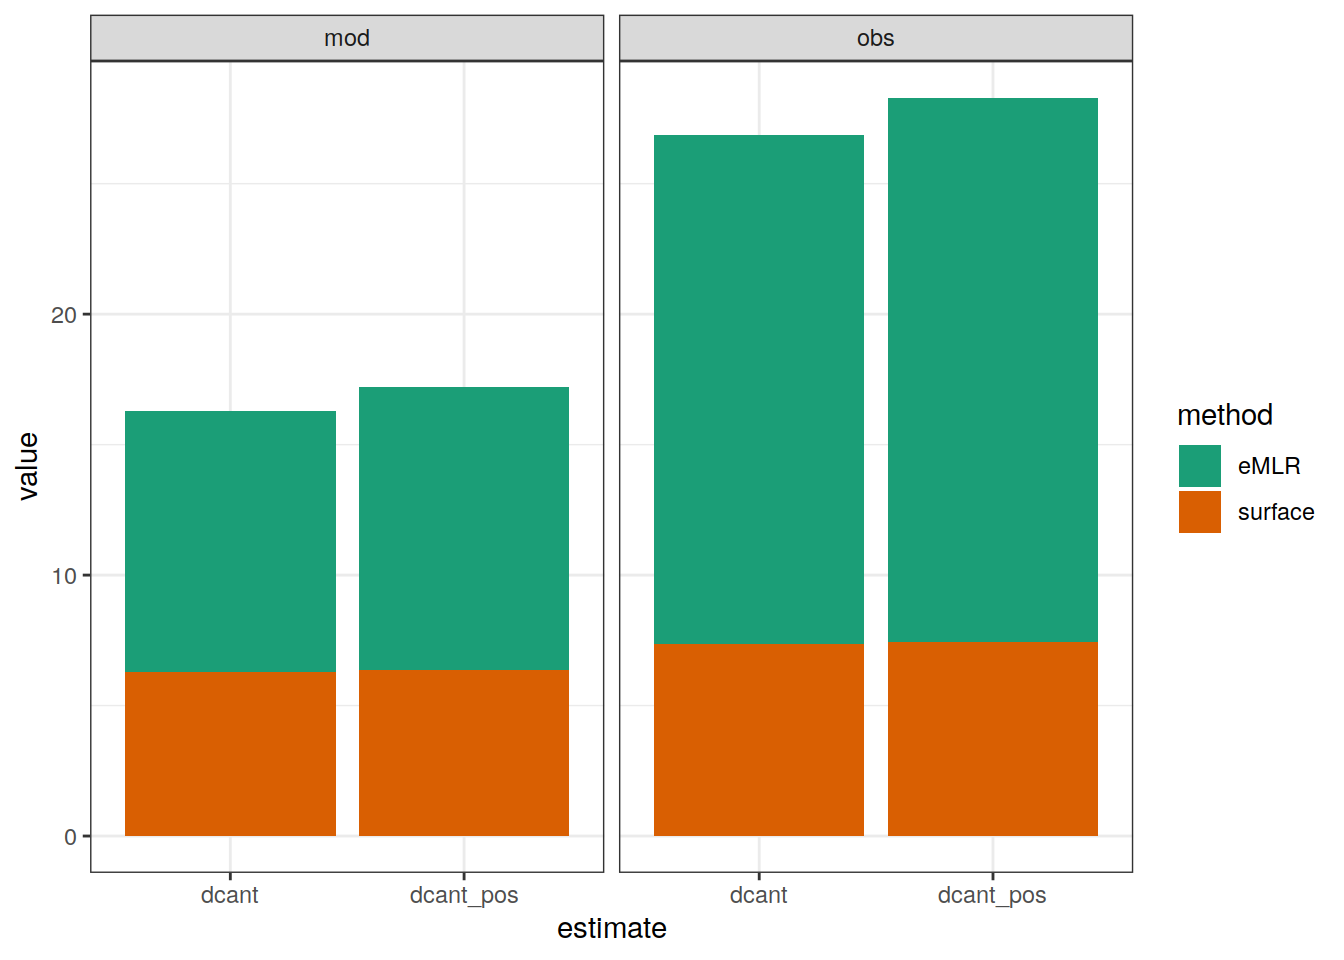 mod
obs
value
20
10
0
dcant
dcant_pos
dcant
dcant_pos
estimate
method
eMLR
surface